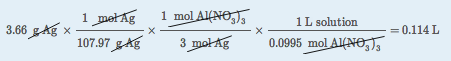 3.66 g Ag × 1 mol Ag / 107.97 g Ag × 1 mol Al(NO₃)₃ / 3 mol Ag × 1 L solution / 0.0995 mol Al(NO₃)₃ = 0.114 L